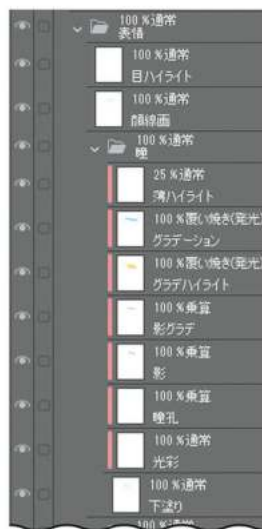 100 %通常
表情
100 %通常
目ハイライト
100 %通常
顔線画
100 %通常
瞳
25 %通常
薄ハイライト
100 %覆い焼き(発光)
グラデーション
100 %覆い焼き(発光)
グラデハイライト
100 %乗算
影グラデ
100 %乗算
影
100 %乗算
瞳孔
100 %通常
光彩
100 %通常
下塗り
100 %通常